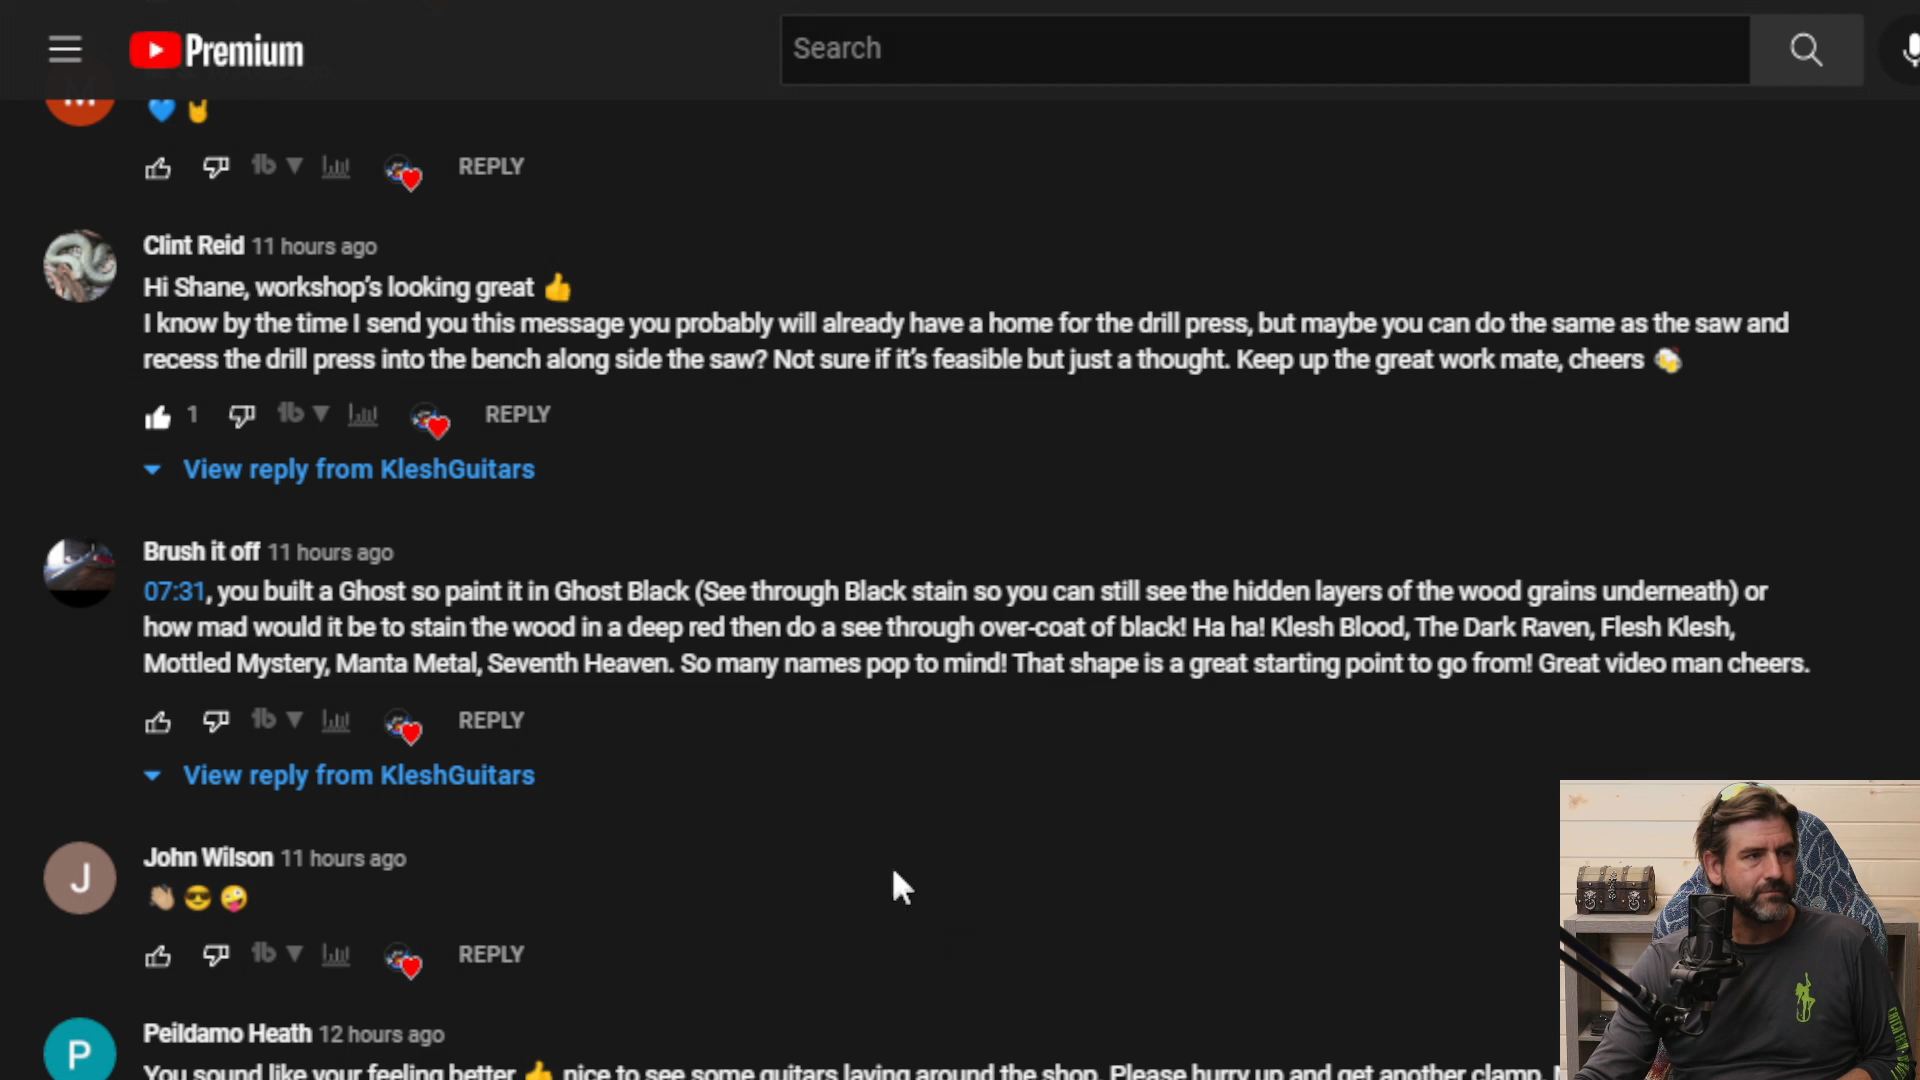 Premium
Search
M
REPLY
Clint Reid 11 hours ago
Hi Shane, workshop's looking great 👍
I know by the time I send you this message you probably will already have a home for the drill press, but maybe you can do the same as the saw and
recess the drill press into the bench along side the saw? Not sure if it's feasible but just a thought. Keep up the great work mate, cheers 🍻
1 REPLY
View reply from KleshGuitars
Brush it off 11 hours ago
07:31, you built a Ghost so paint it in Ghost Black (See through Black stain so you can still see the hidden layers of the wood grains underneath) or
how mad would it be to stain the wood in a deep red then do a see through over-coat of black! Ha ha! Klesh Blood, The Dark Raven, Flesh Klesh,
Mottled Mystery, Manta Metal, Seventh Heaven. So many names pop to mind! That shape is a great starting point to go from! Great video man cheers.
REPLY
View reply from KleshGuitars
J
John Wilson 11 hours ago
👏🏼 😎 🤪
REPLY
P
Peildamo Heath 12 hours ago
You sound like your feeling better 👍 nice to see some guitars laying around the shop. Please hurry up and get another clamp.